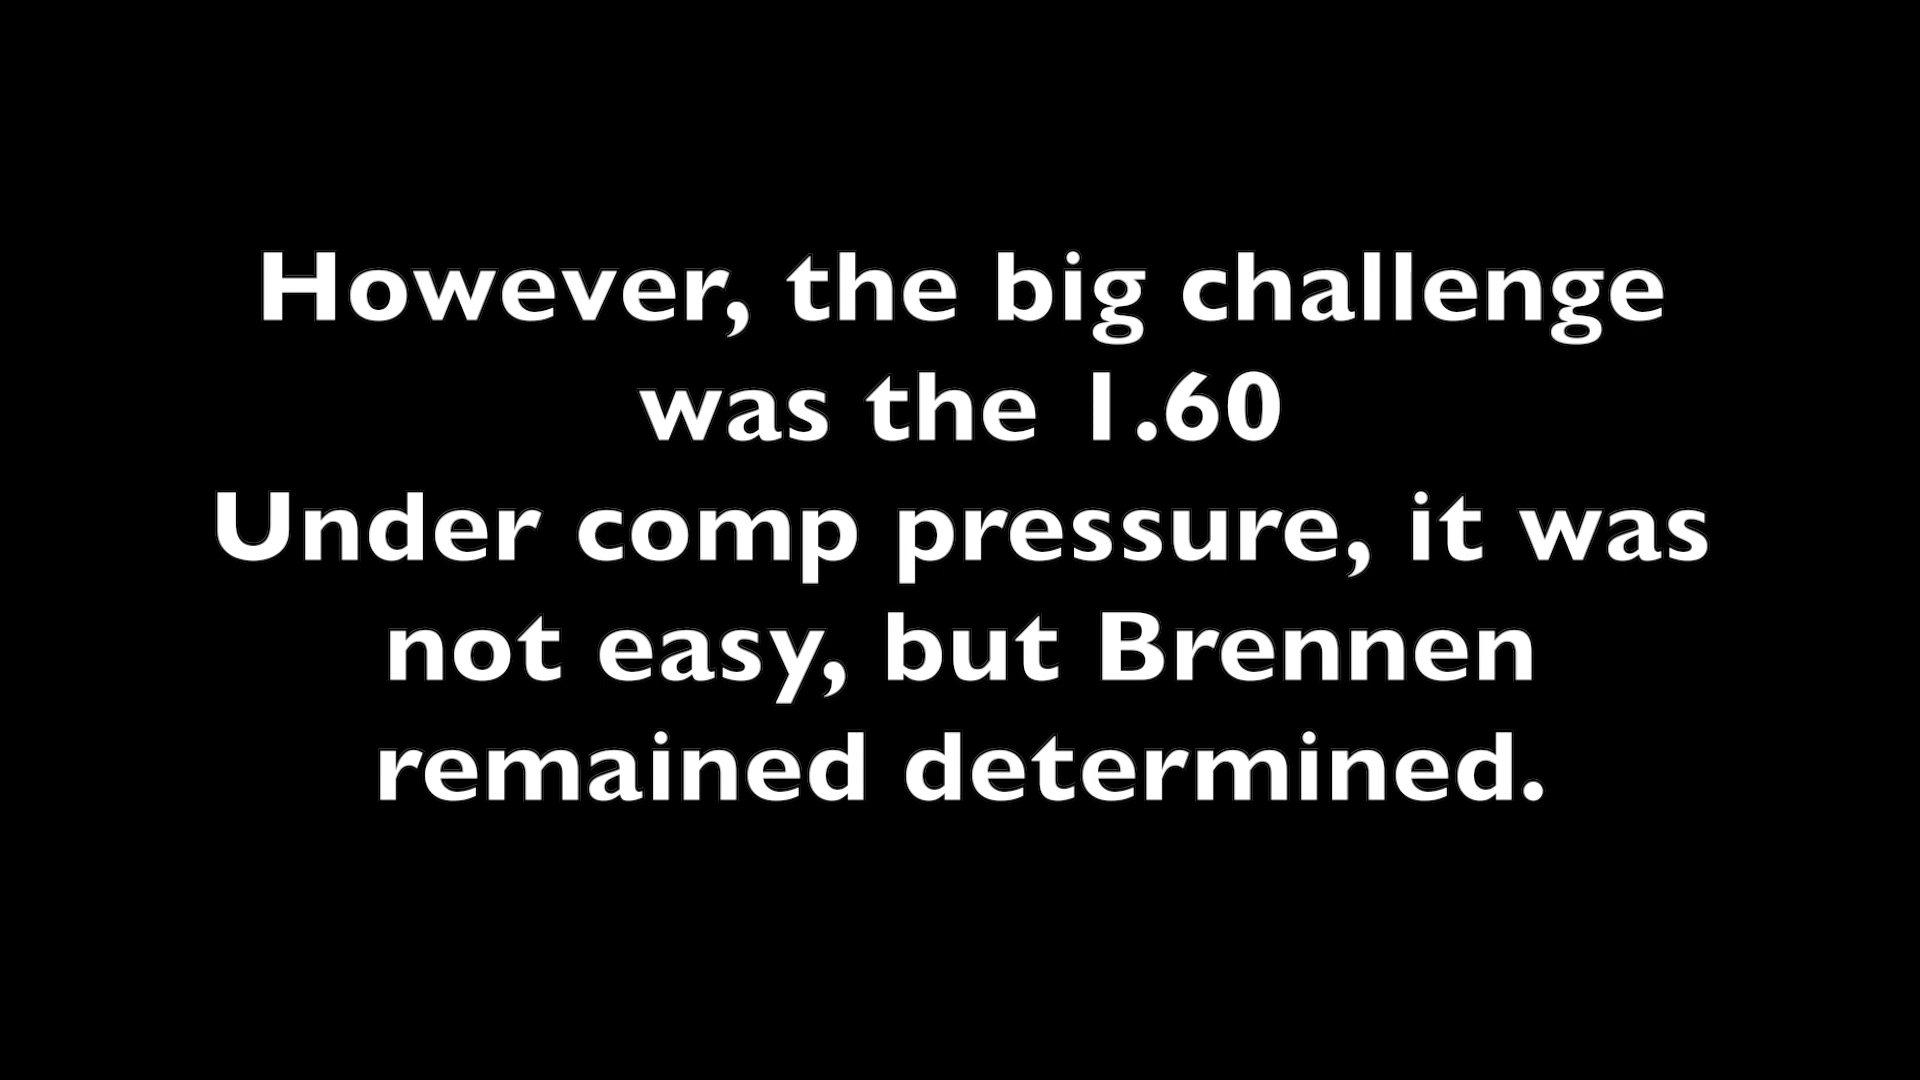 However, the big challenge
was the 1.60
Under comp pressure, it was
not easy, but Brennen
remained determined.